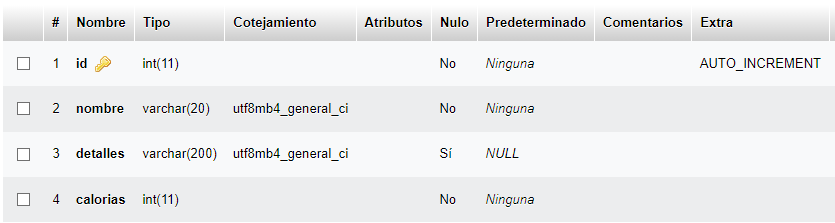 # Nombre Tipo Cotejamiento Atributos Nulo Predeterminado Comentarios Extra
1 id int(11) No Ninguna AUTO_INCREMENT
2 nombre varchar(20) utf8mb4_general_ci No Ninguna
3 detalles varchar(200) utf8mb4_general_ci Sí NULL
4 calorias int(11) No Ninguna